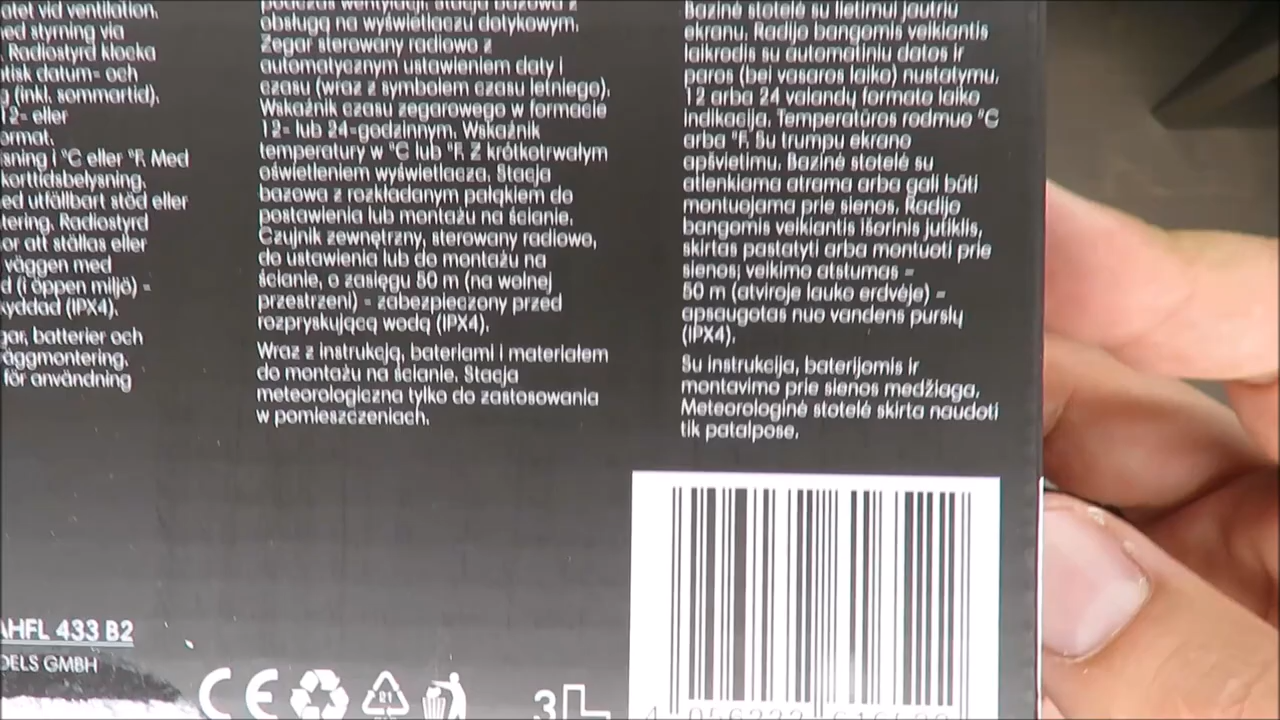 tet vid ventilation.
ed styrning via
Radiostyrd klocka
tisk datum- och
g (inkl. sommartid).
12- eller
ormat.
sning i °C eller °F. Med
korttidsbelysning.
ed utfällbart stöd eller
tering. Radiostyrd
or att ställas eller
väggen med
d (i öppen miljö) -
kyddad (IPX4).
gar, batterier och
äggmontering.
för användning
podczas wentylacji. Stacja bazowa z
obsługą na wyświetlaczu dotykowym.
Zegar sterowany radiowo z
automatycznym ustawieniem daty i
czasu (wraz z symbolem czasu letniego).
Wskaźnik czasu zegarowego w formacie
12- lub 24-godzinnym. Wskaźnik
temperatury w °C lub °F. Z krótkotrwałym
oświetleniem wyświetlacza. Stacja
bazowa z rozkładanym pałąkiem do
postawienia lub montażu na ścianie.
Czujnik zewnętrzny, sterowany radiowo,
do ustawienia lub do montażu na
ścianie, o zasięgu 50 m (na wolnej
przestrzeni) - zabezpieczony przed
rozpryskującą wodą (IPX4).
Wraz z instrukcją, bateriami i materiałem
do montażu na ścianie. Stacja
meteorologiczna tylko do zastosowania
w pomieszczeniach.
Bazinė stotelė su lietimui jautriu
ekranu. Radijo bangomis veikiantis
laikrodis su automatiniu datos ir
paros (bei vasaros laiko) nustatymu,
12 arba 24 valandų formato laiko
indikacija. Temperatūros rodmuo °C
arba °F. Su trumpu ekrano
apšvietimu. Bazinė stotelė su
atlenkiama atrama arba gali būti
montuojama prie sienos. Radijo
bangomis veikiantis išorinis jutiklis,
skirtas pastatyti arba montuoti prie
sienos; veikimo atstumas -
50 m (atviroje lauko erdvėje) -
apsaugotas nuo vandens purslų
(IPX4).
Su instrukcija, baterijomis ir
montavimo prie sienos medžiaga.
Meteorologinė stotelė skirta naudoti
tik patalpose.
AHFL 433 B2
DELS GMBH
CE
21
3L